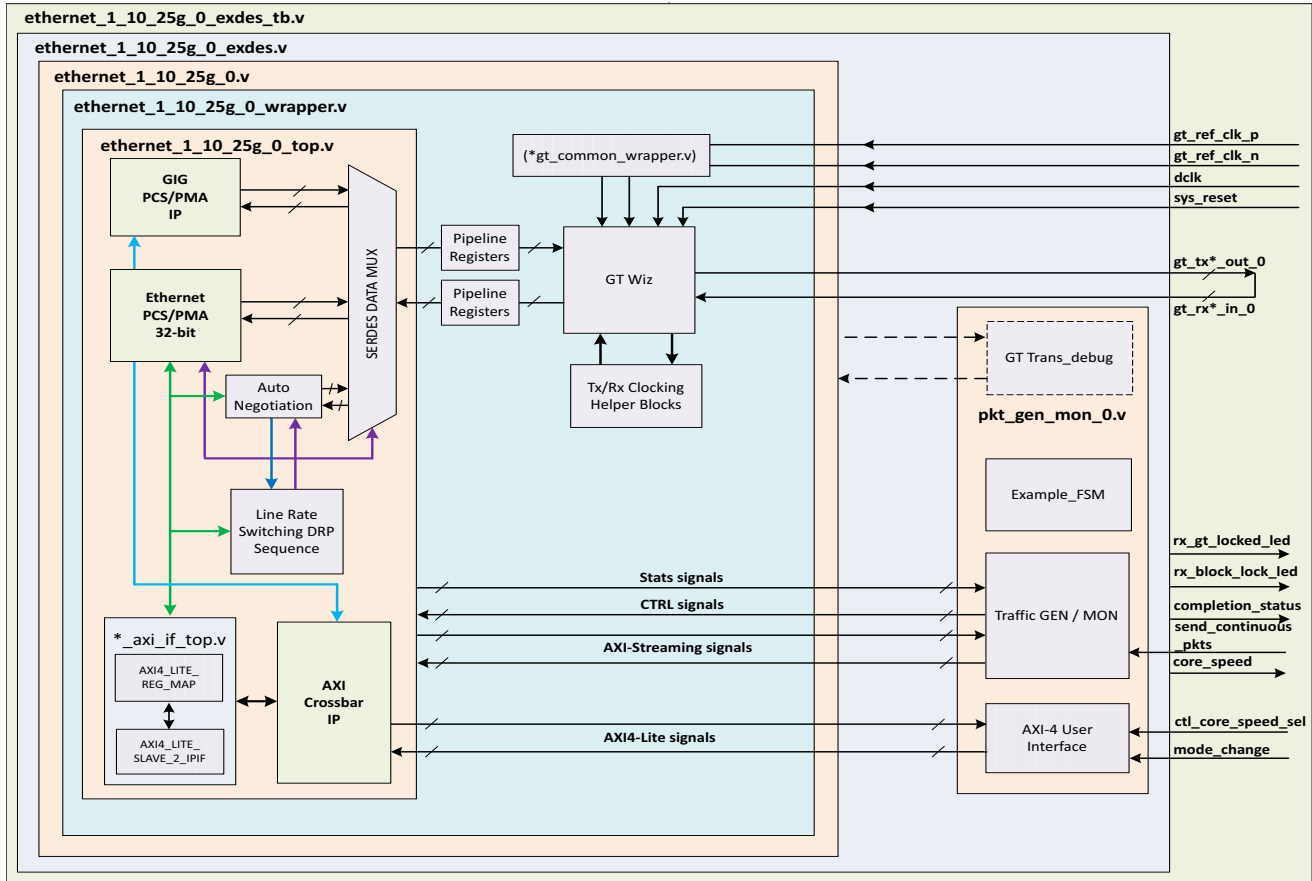 ethernet_1_10_25g_0_exdes_tb.v
ethernet_1_10_25g_0_exdes.v
ethernet_1_10_25g_0.v
ethernet_1_10_25g_0_wrapper.v
ethernet_1_10_25g_0_top.v
GIG
PCS/PMA
IP
Ethernet
PCS/PMA
32-bit
Auto
Negotiation
Line Rate
Switching DRP
Sequence
SERDES DATA MUX
*_axi_if_top.v
AXI4_LITE_
REG_MAP
AXI4_LITE_
SLAVE_2_IPIF
AXI
Crossbar
IP
Pipeline
Registers
Pipeline
Registers
(*gt_common_wrapper.v)
GT Wiz
Tx/Rx Clocking
Helper Blocks
Stats signals
CTRL signals
AXI-Streaming signals
AXI4-Lite signals
GT Trans_debug
pkt_gen_mon_0.v
Example_FSM
Traffic GEN / MON
AXI-4 User
Interface
gt_ref_clk_p
gt_ref_clk_n
dclk
sys_reset
gt_tx*_out_0
gt_rx*_in_0
rx_gt_locked_led
rx_block_lock_led
completion_status
send_continuous
_pkts
core_speed
ctl_core_speed_sel
mode_change